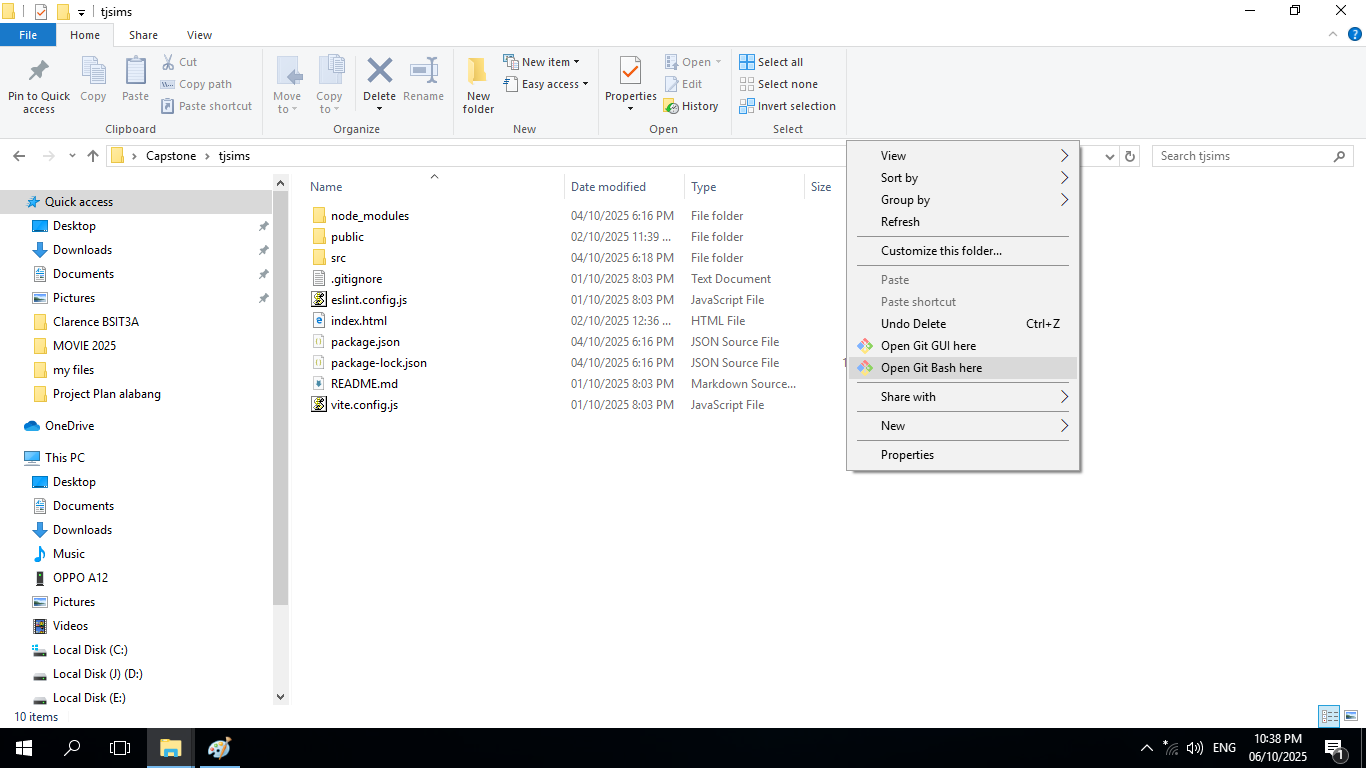 tjsims
File
Home
Share
View
Pin to Quick access
Copy
Paste
Cut
Copy path
Paste shortcut
Clipboard
Move to
Copy to
Delete
Rename
Organize
New folder
New item
Easy access
New
Properties
Open
Edit
History
Open
Select all
Select none
Invert selection
Select
Capstone
tjsims
Search tjsims
Quick access
Desktop
Downloads
Documents
Pictures
Clarence BSIT3A
MOVIE 2025
my files
Project Plan alabang
OneDrive
This PC
Desktop
Documents
Downloads
Music
OPPO A12
Pictures
Videos
Local Disk (C:)
Local Disk (J) (D:)
Local Disk (E:)
Name Date modified Type Size
node_modules 04/10/2025 6:16 PM File folder
public 02/10/2025 11:39 ... File folder
src 04/10/2025 6:18 PM File folder
.gitignore 01/10/2025 8:03 PM Text Document
eslint.config.js 01/10/2025 8:03 PM JavaScript File
index.html 02/10/2025 12:36 ... HTML File
package.json 04/10/2025 6:16 PM JSON Source File
package-lock.json 04/10/2025 6:16 PM JSON Source File
README.md 01/10/2025 8:03 PM Markdown Source...
vite.config.js 01/10/2025 8:03 PM JavaScript File
View
Sort by
Group by
Refresh
Customize this folder...
Paste
Paste shortcut
Undo Delete Ctrl+Z
Open Git GUI here
Open Git Bash here
Share with
New
Properties
10 items
ENG
10:38 PM
06/10/2025
1